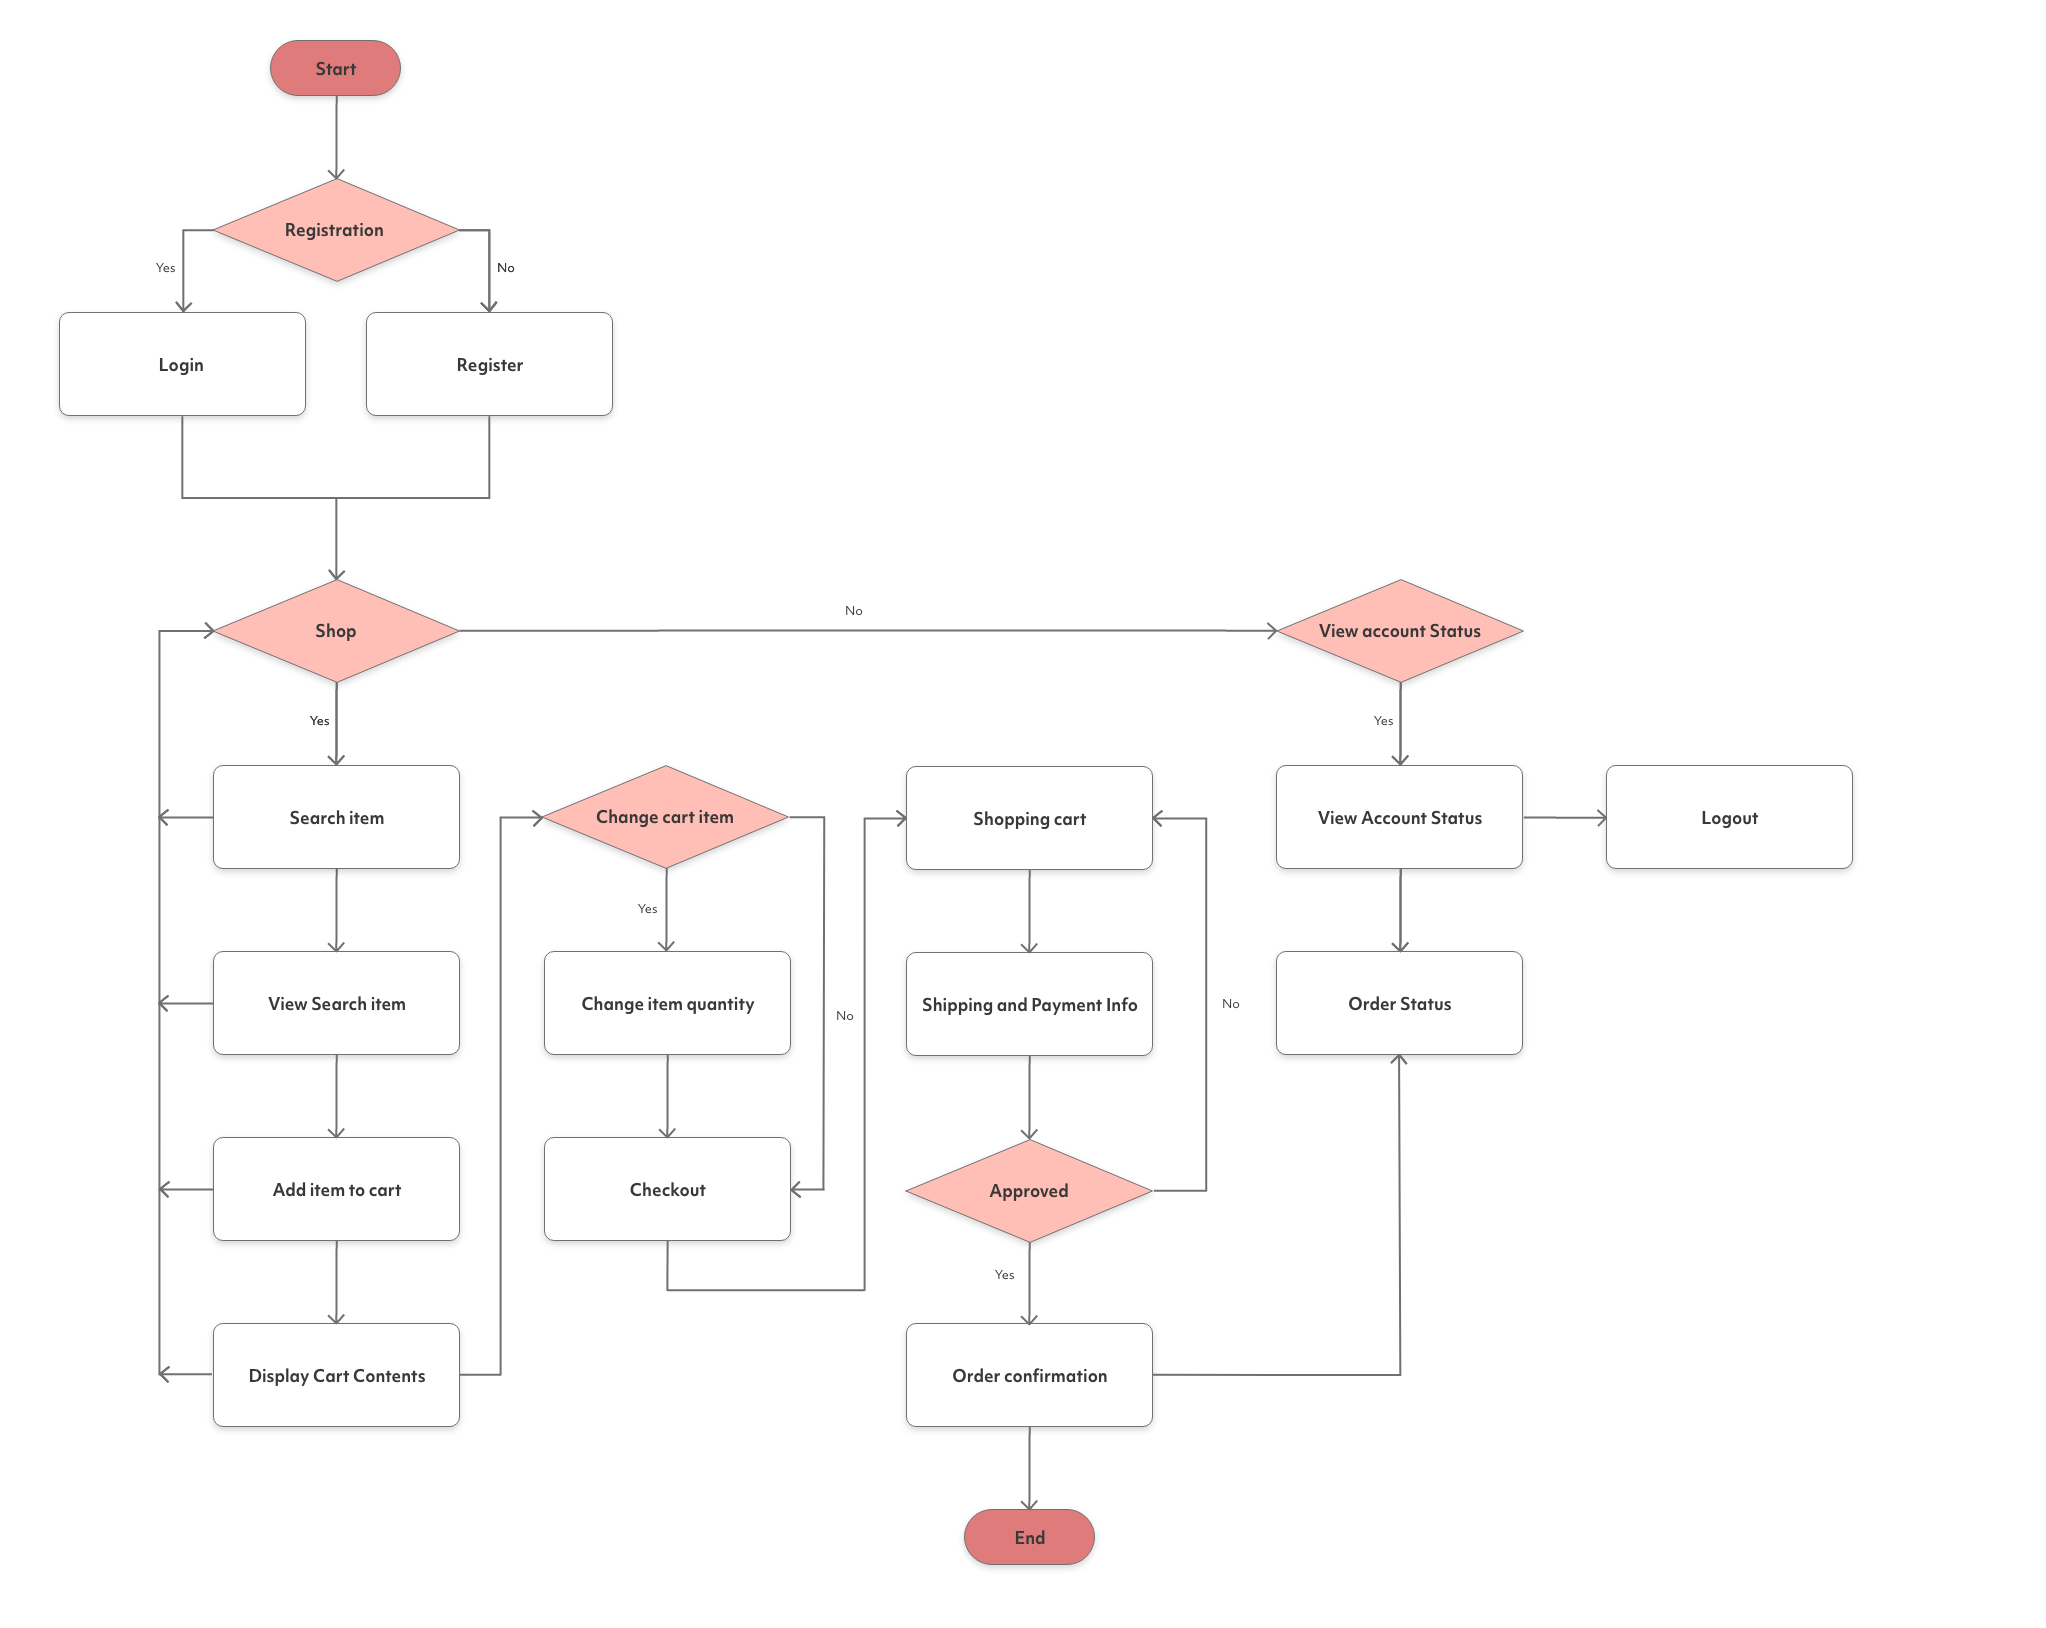 Start
Registration
Yes
No
Login
Register
Shop
No
View account Status
Yes
Yes
Search item
Change cart item
Shopping cart
View Account Status
Logout
Yes
View Search item
Change item quantity
No
Shipping and Payment Info
No
Order Status
Add item to cart
Checkout
Approved
Yes
Display Cart Contents
Order confirmation
End